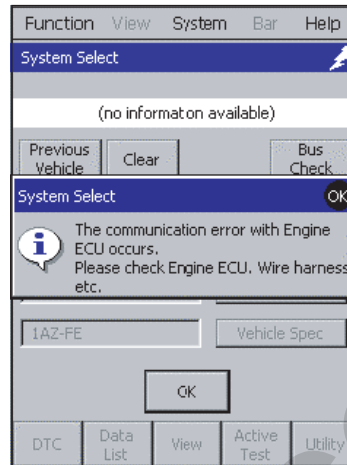 Function View System Bar Help
System Select
(no informaton available)
Previous Vehicle Clear Bus Check
System Select OK
The communication error with Engine
ECU occurs.
Please check Engine ECU. Wire harness
etc.
1AZ-FE Vehicle Spec
OK
DTC Data List View Active Test Utility